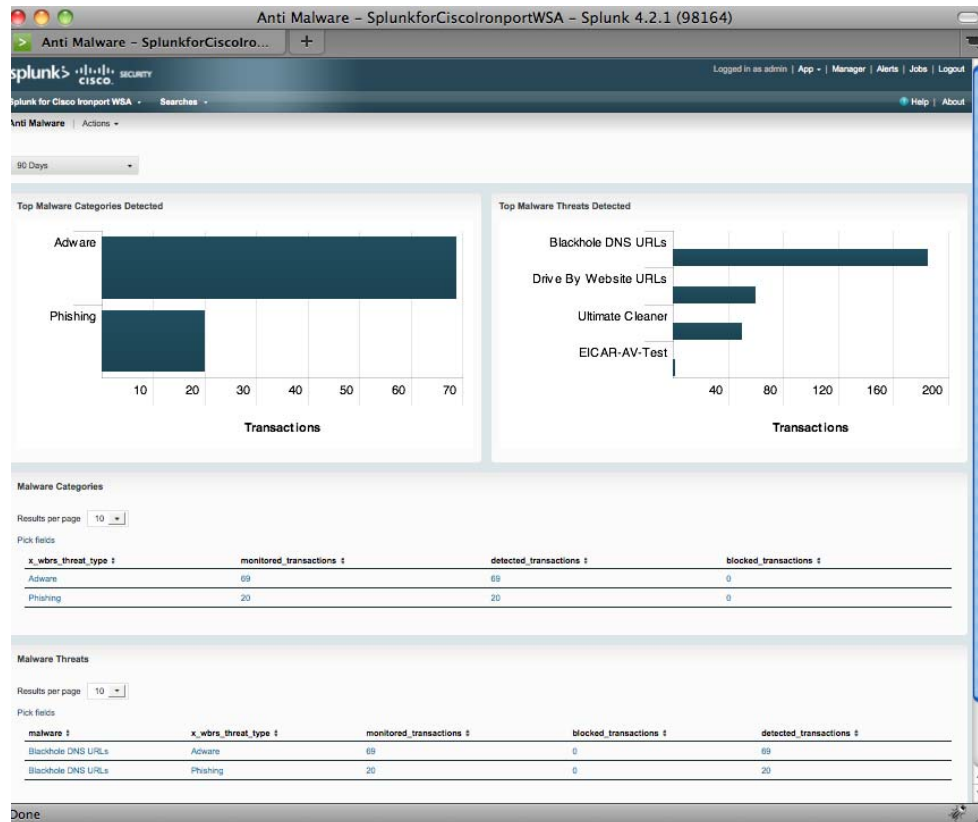 Anti Malware – SplunkforCiscoIronportWSA – Splunk 4.2.1 (98164)
> Anti Malware – SplunkforCiscoIro... +
splunk> CISCO SECURITY
Logged in as admin | App | Manager | Alerts | Jobs | Logout
Splunk for Cisco Ironport WSA Searches
? Help | About
Anti Malware | Actions
90 Days
Top Malware Categories Detected
Adware
Phishing
10 20 30 40 50 60 70
Transactions
Top Malware Threats Detected
Blackhole DNS URLs
Drive By Website URLs
Ultimate Cleaner
EICAR-AV-Test
40 80 120 160 200
Transactions
Malware Categories
Results per page 10
Pick fields
x_wbrs_threat_type monitored_transactions detected_transactions blocked_transactions
Adware 69 69 0
Phishing 20 20 0
Malware Threats
Results per page 10
Pick fields
malware x_wbrs_threat_type monitored_transactions blocked_transactions detected_transactions
Blackhole DNS URLs Adware 69 0 69
Blackhole DNS URLs Phishing 20 0 20
Done